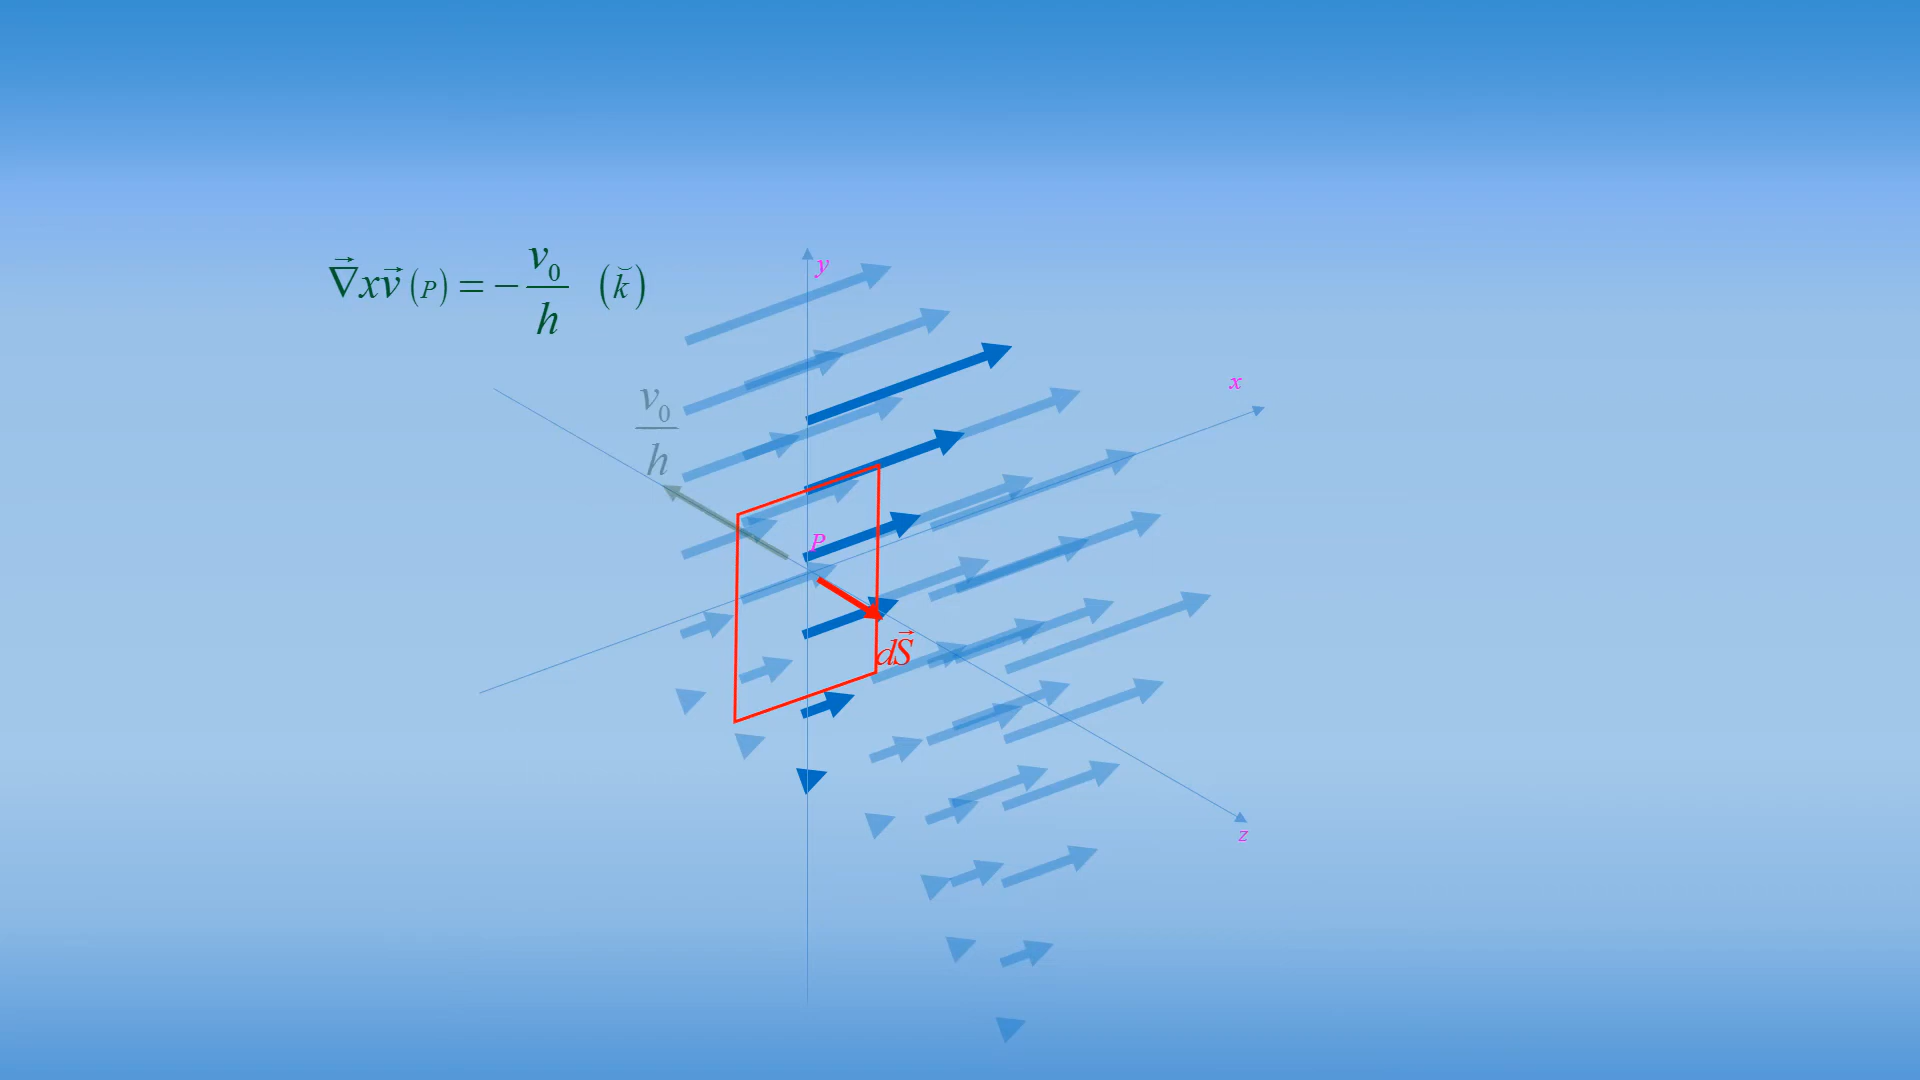 ∇⃗xv⃗(P) = −v₀/h (k̆)
y
x
v₀/h
P
dS⃗
z